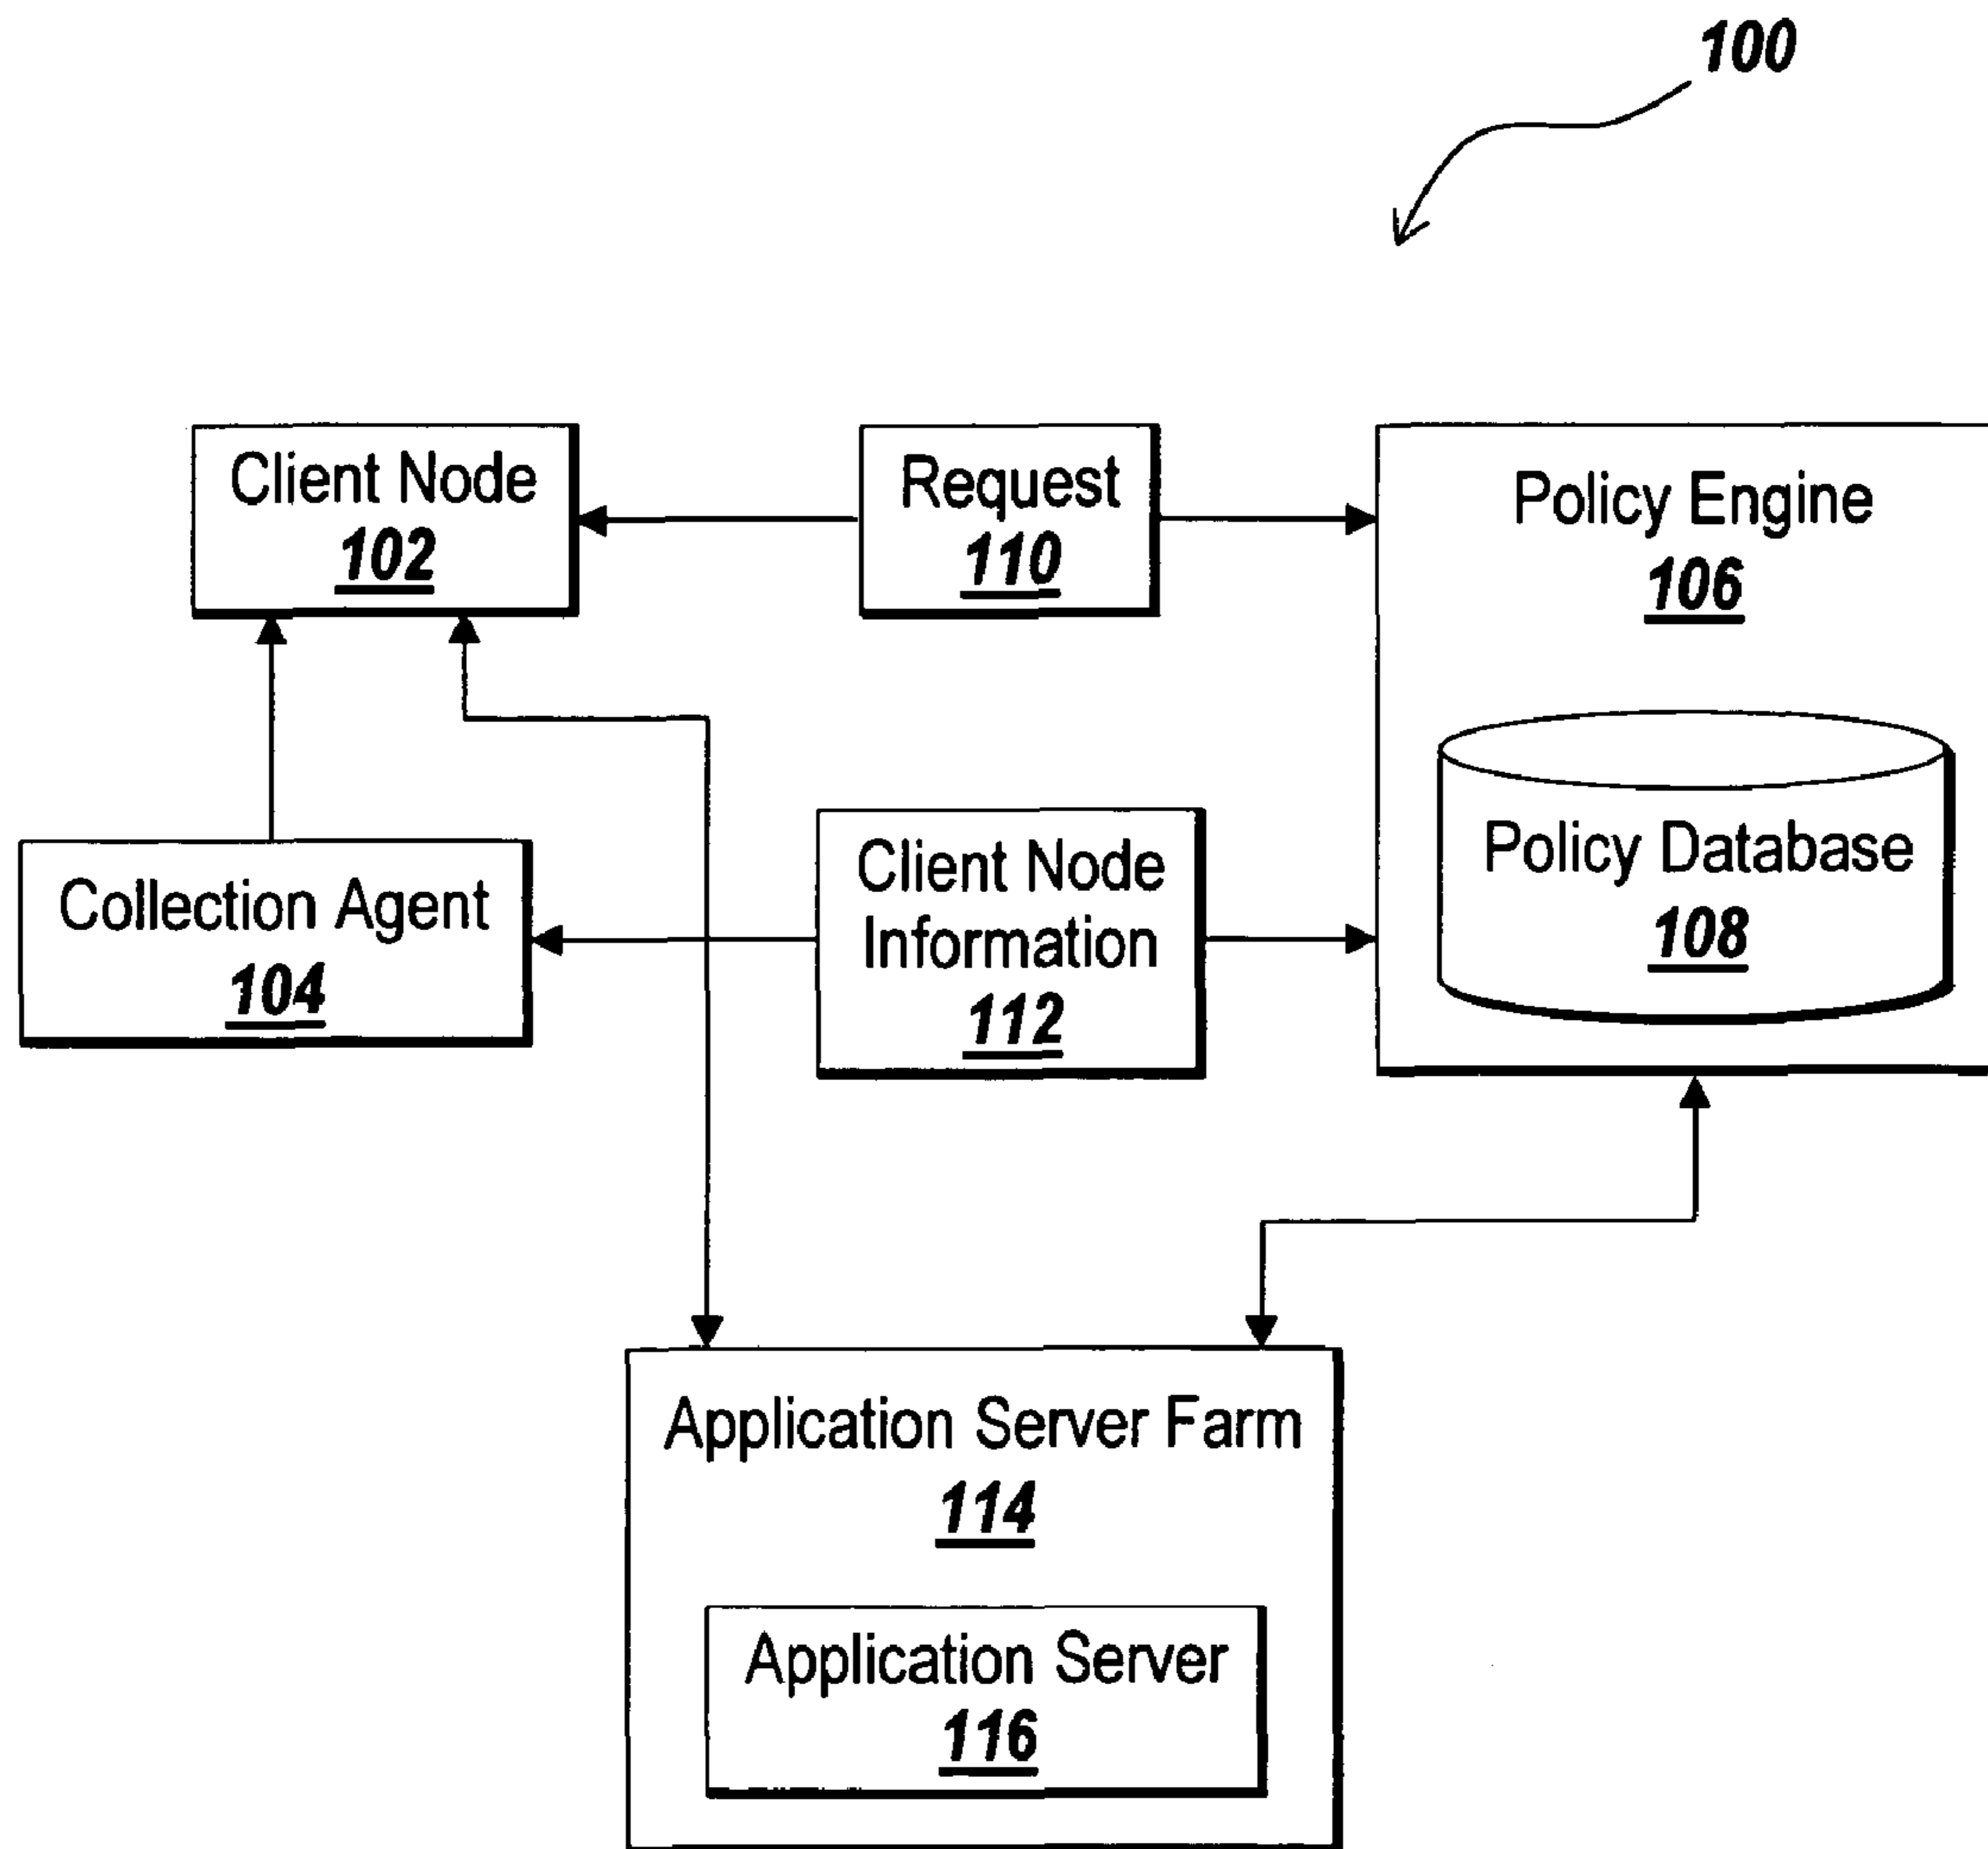 100
Client Node
102
Request
110
Policy Engine
106
Policy Database
108
Collection Agent
104
Client Node
Information
112
Application Server Farm
114
Application Server
116